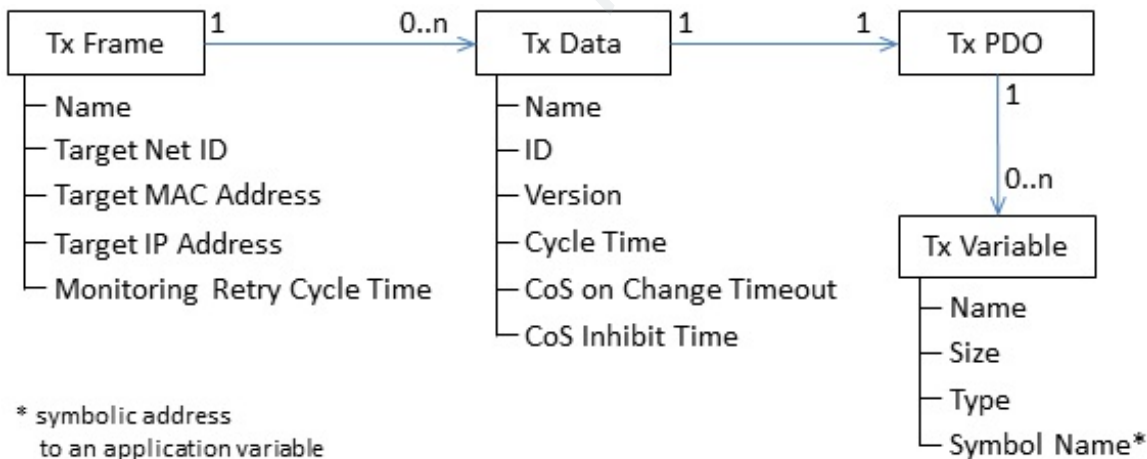 Tx Frame
1
0..n
Tx Data
1
1
Tx PDO
Name
Target Net ID
Target MAC Address
Target IP Address
Monitoring Retry Cycle Time
Name
ID
Version
Cycle Time
CoS on Change Timeout
CoS Inhibit Time
1
0..n
Tx Variable
Name
Size
Type
Symbol Name*
* symbolic address
to an application variable